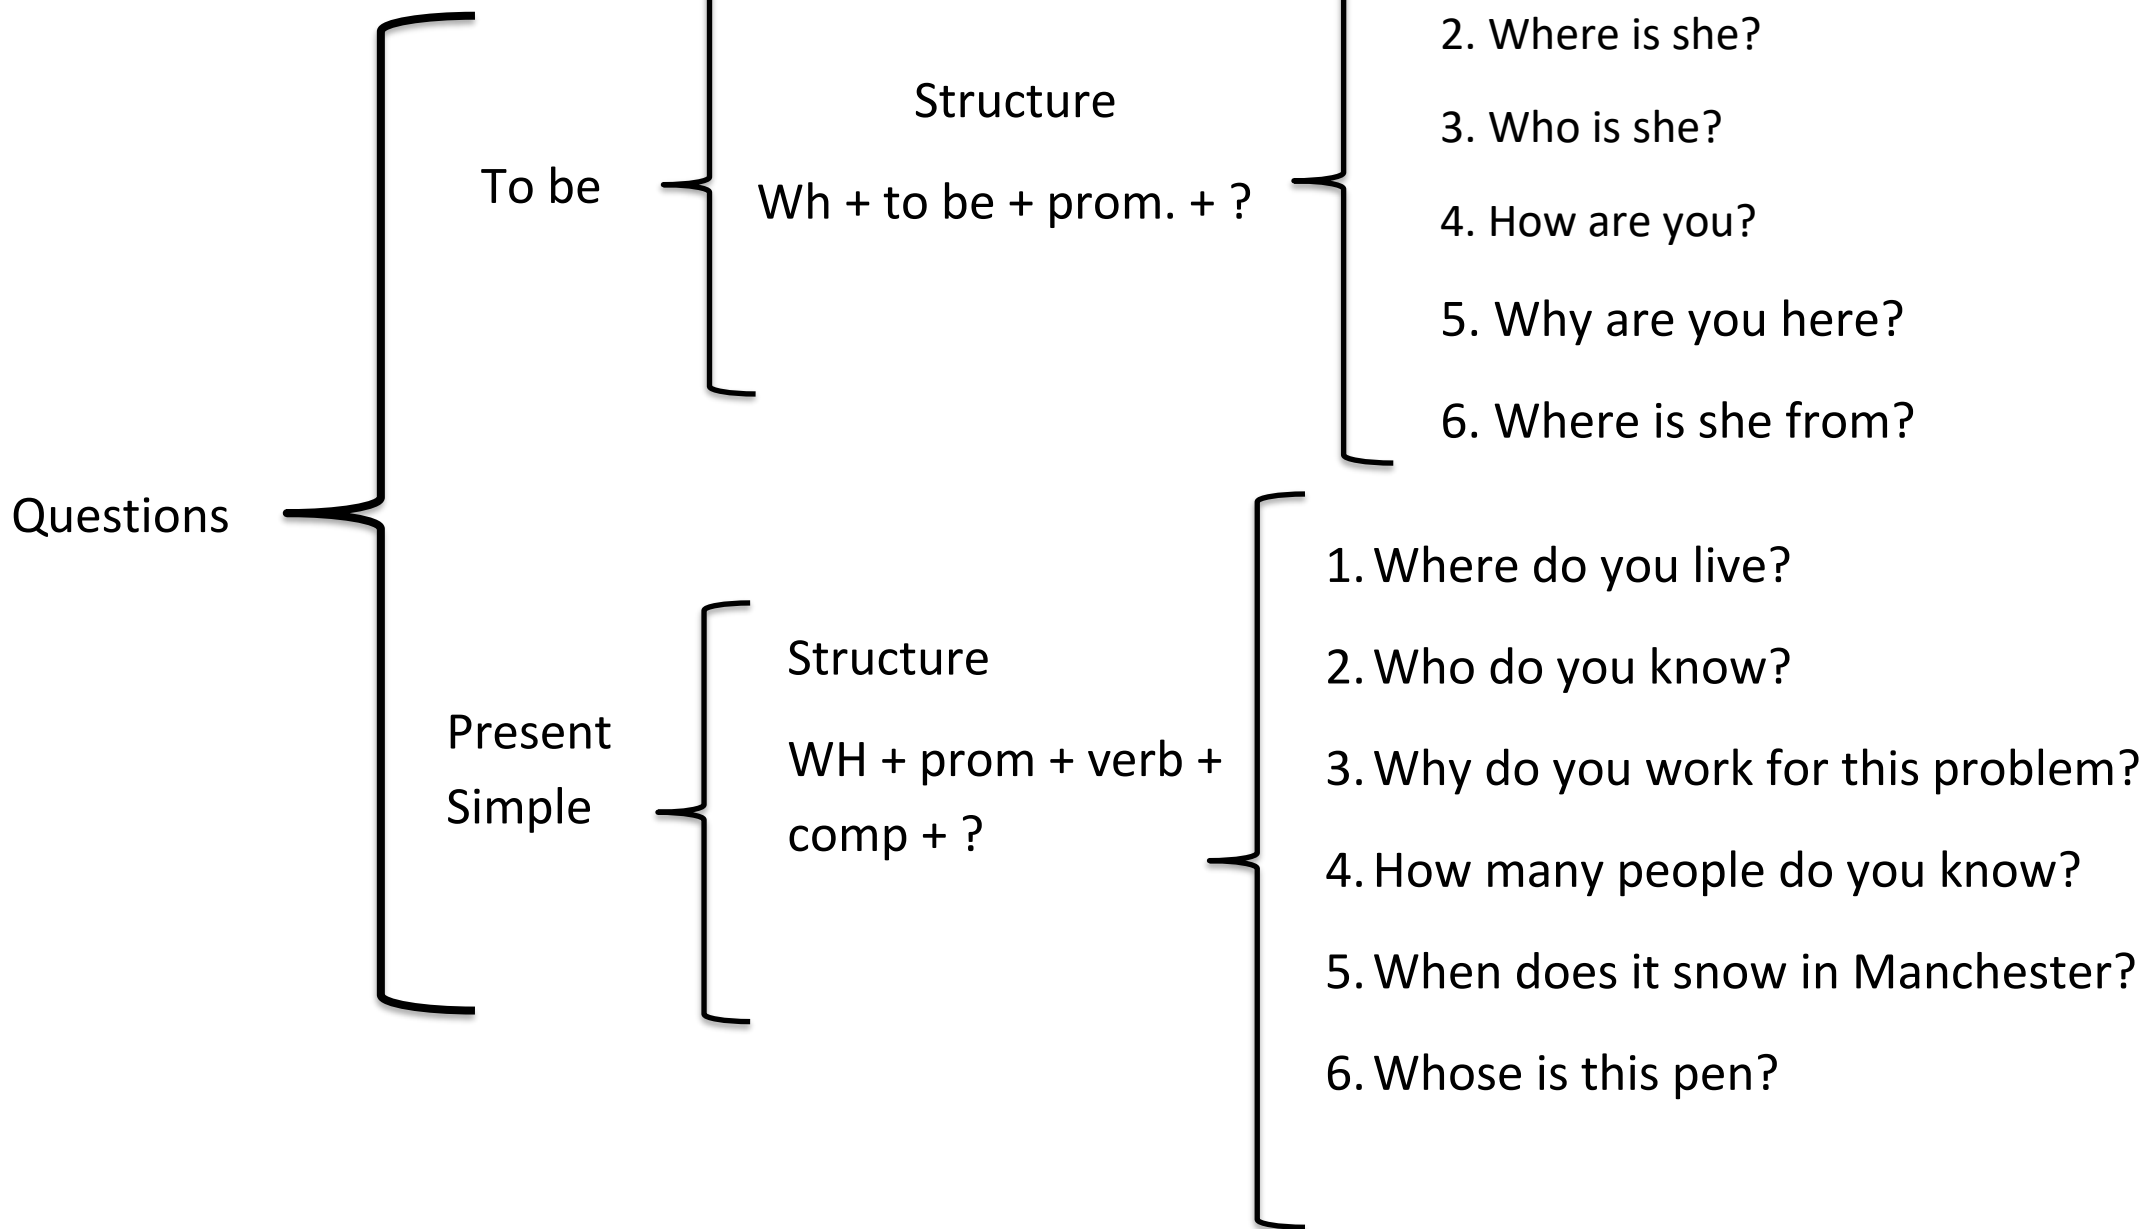 Questions
To be
Structure
Wh + to be + prom. + ?
2. Where is she?
3. Who is she?
4. How are you?
5. Why are you here?
6. Where is she from?
Present
Simple
Structure
WH + prom + verb +
comp + ?
1. Where do you live?
2. Who do you know?
3. Why do you work for this problem?
4. How many people do you know?
5. When does it snow in Manchester?
6. Whose is this pen?